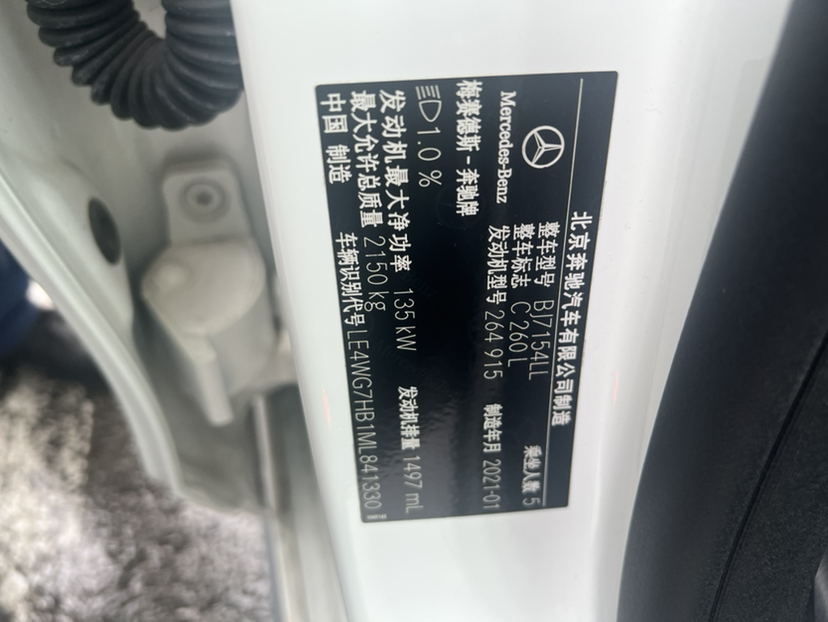 北京奔驰汽车有限公司制造
Mercedes-Benz
梅赛德斯-奔驰牌
整车型号 BJ7154LL 乘坐人数 5
整车标志 C 260 L
发动机型号 264 915 制造年月 2021-01
1.0 %
发动机最大净功率 135 kW 发动机排量 1497 mL
最大允许总质量 2150 kg
中国 制造 车辆识别代号 LE4WG7HB1ML841330